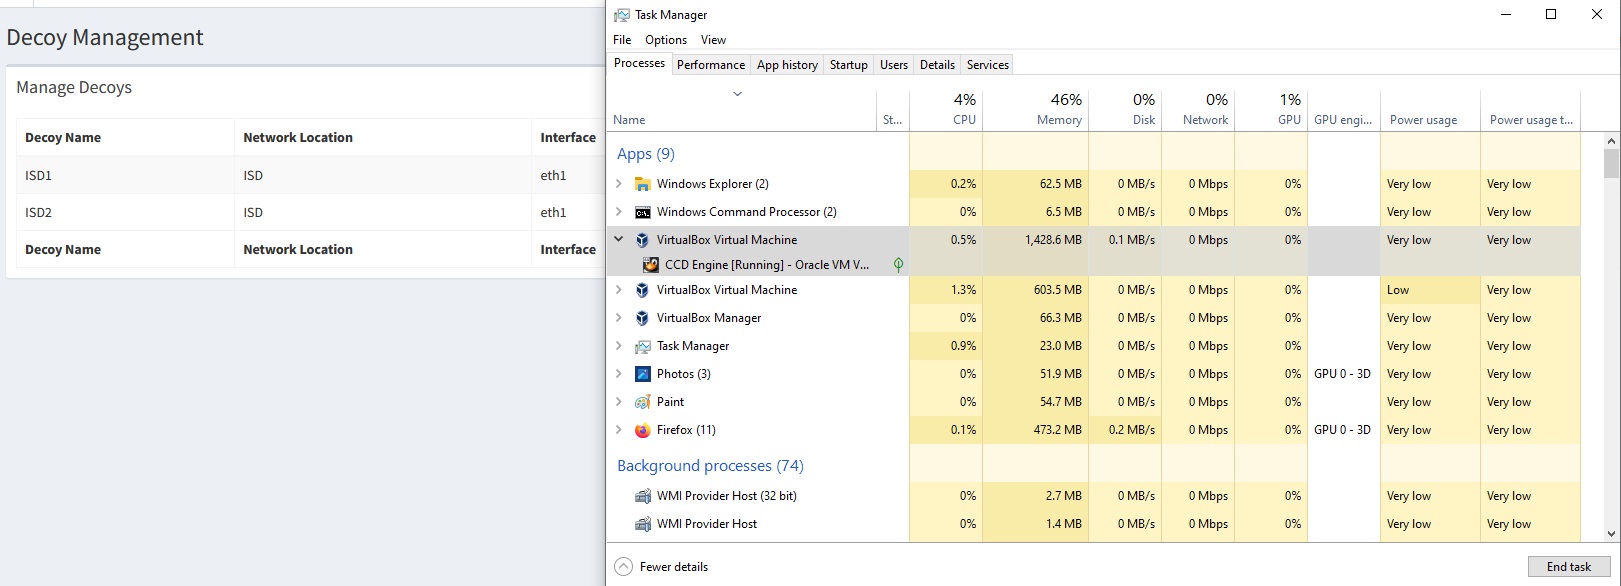 Decoy Management
Manage Decoys
Decoy Name Network Location Interface
ISD1 ISD eth1
ISD2 ISD eth1
Decoy Name Network Location Interface
Task Manager
File Options View
Processes Performance App history Startup Users Details Services
4% 46% 0% 0% 1%
Name St... CPU Memory Disk Network GPU GPU engi... Power usage Power usage t...
Apps (9)
Windows Explorer (2) 0.2% 62.5 MB 0 MB/s 0 Mbps 0% Very low Very low
Windows Command Processor (2) 0% 6.5 MB 0 MB/s 0 Mbps 0% Very low Very low
VirtualBox Virtual Machine 0.5% 1,428.6 MB 0.1 MB/s 0 Mbps 0% Very low Very low
CCD Engine [Running] - Oracle VM V...
VirtualBox Virtual Machine 1.3% 603.5 MB 0 MB/s 0 Mbps 0% Low Very low
VirtualBox Manager 0% 66.3 MB 0 MB/s 0 Mbps 0% Very low Very low
Task Manager 0.9% 23.0 MB 0 MB/s 0 Mbps 0% Very low Very low
Photos (3) 0% 51.9 MB 0 MB/s 0 Mbps 0% GPU 0 - 3D Very low Very low
Paint 0% 54.7 MB 0 MB/s 0 Mbps 0% Very low Very low
Firefox (11) 0.1% 473.2 MB 0.2 MB/s 0 Mbps 0% GPU 0 - 3D Very low Very low
Background processes (74)
WMI Provider Host (32 bit) 0% 2.7 MB 0 MB/s 0 Mbps 0% Very low Very low
WMI Provider Host 0% 1.4 MB 0 MB/s 0 Mbps 0% Very low Very low
Fewer details End task